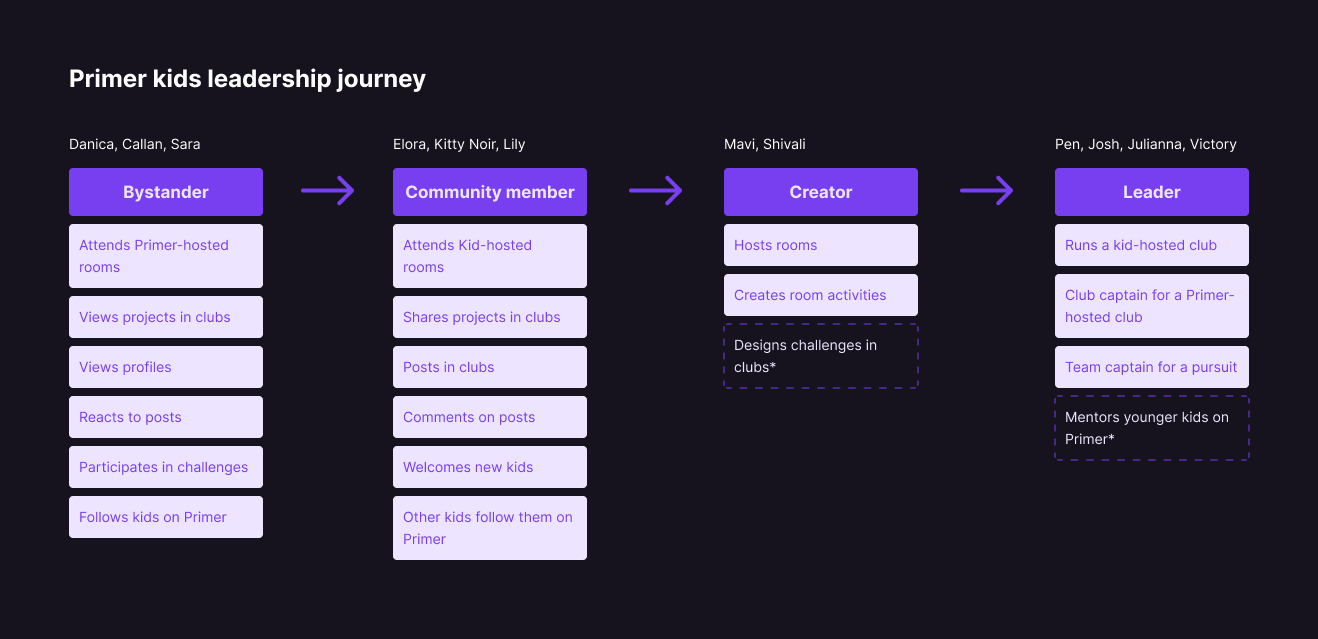 Primer kids leadership journey
Danica, Callan, Sara
Bystander
Attends Primer-hosted
rooms
Views projects in clubs
Views profiles
Reacts to posts
Participates in challenges
Follows kids on Primer
Elora, Kitty Noir, Lily
Community member
Attends Kid-hosted
rooms
Shares projects in clubs
Posts in clubs
Comments on posts
Welcomes new kids
Other kids follow them on
Primer
Mavi, Shivali
Creator
Hosts rooms
Creates room activities
Designs challenges in
clubs*
Pen, Josh, Julianna, Victory
Leader
Runs a kid-hosted club
Club captain for a Primer-
hosted club
Team captain for a pursuit
Mentors younger kids on
Primer*